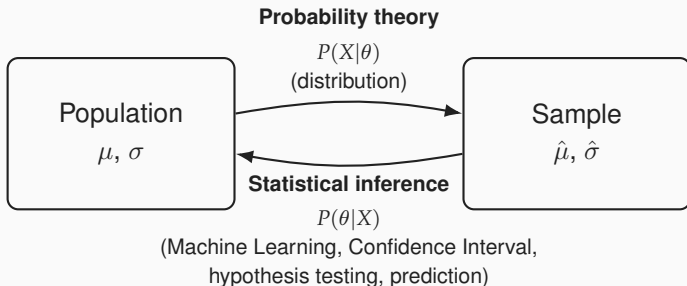 Probability theory
P(X|θ)
(distribution)
Population
μ, σ
Sample
μ̂, σ̂
Statistical inference
P(θ|X)
(Machine Learning, Confidence Interval,
hypothesis testing, prediction)